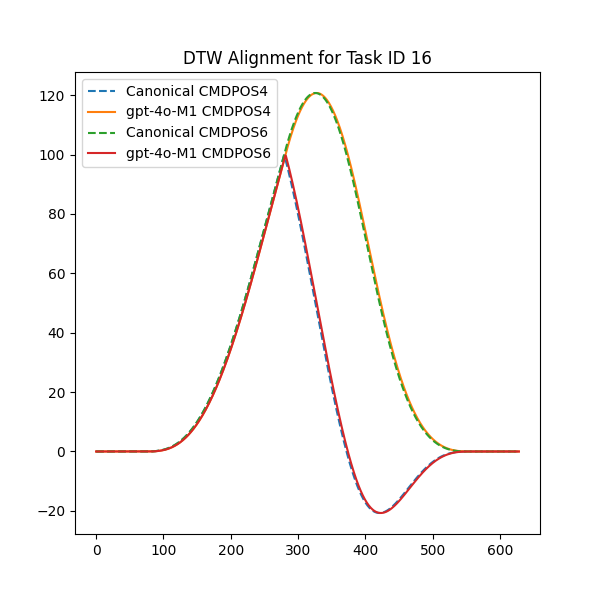 DTW Alignment for Task ID 16
Canonical CMDPOS4
gpt-4o-M1 CMDPOS4
Canonical CMDPOS6
gpt-4o-M1 CMDPOS6
120
100
80
60
40
20
0
−20
0 100 200 300 400 500 600